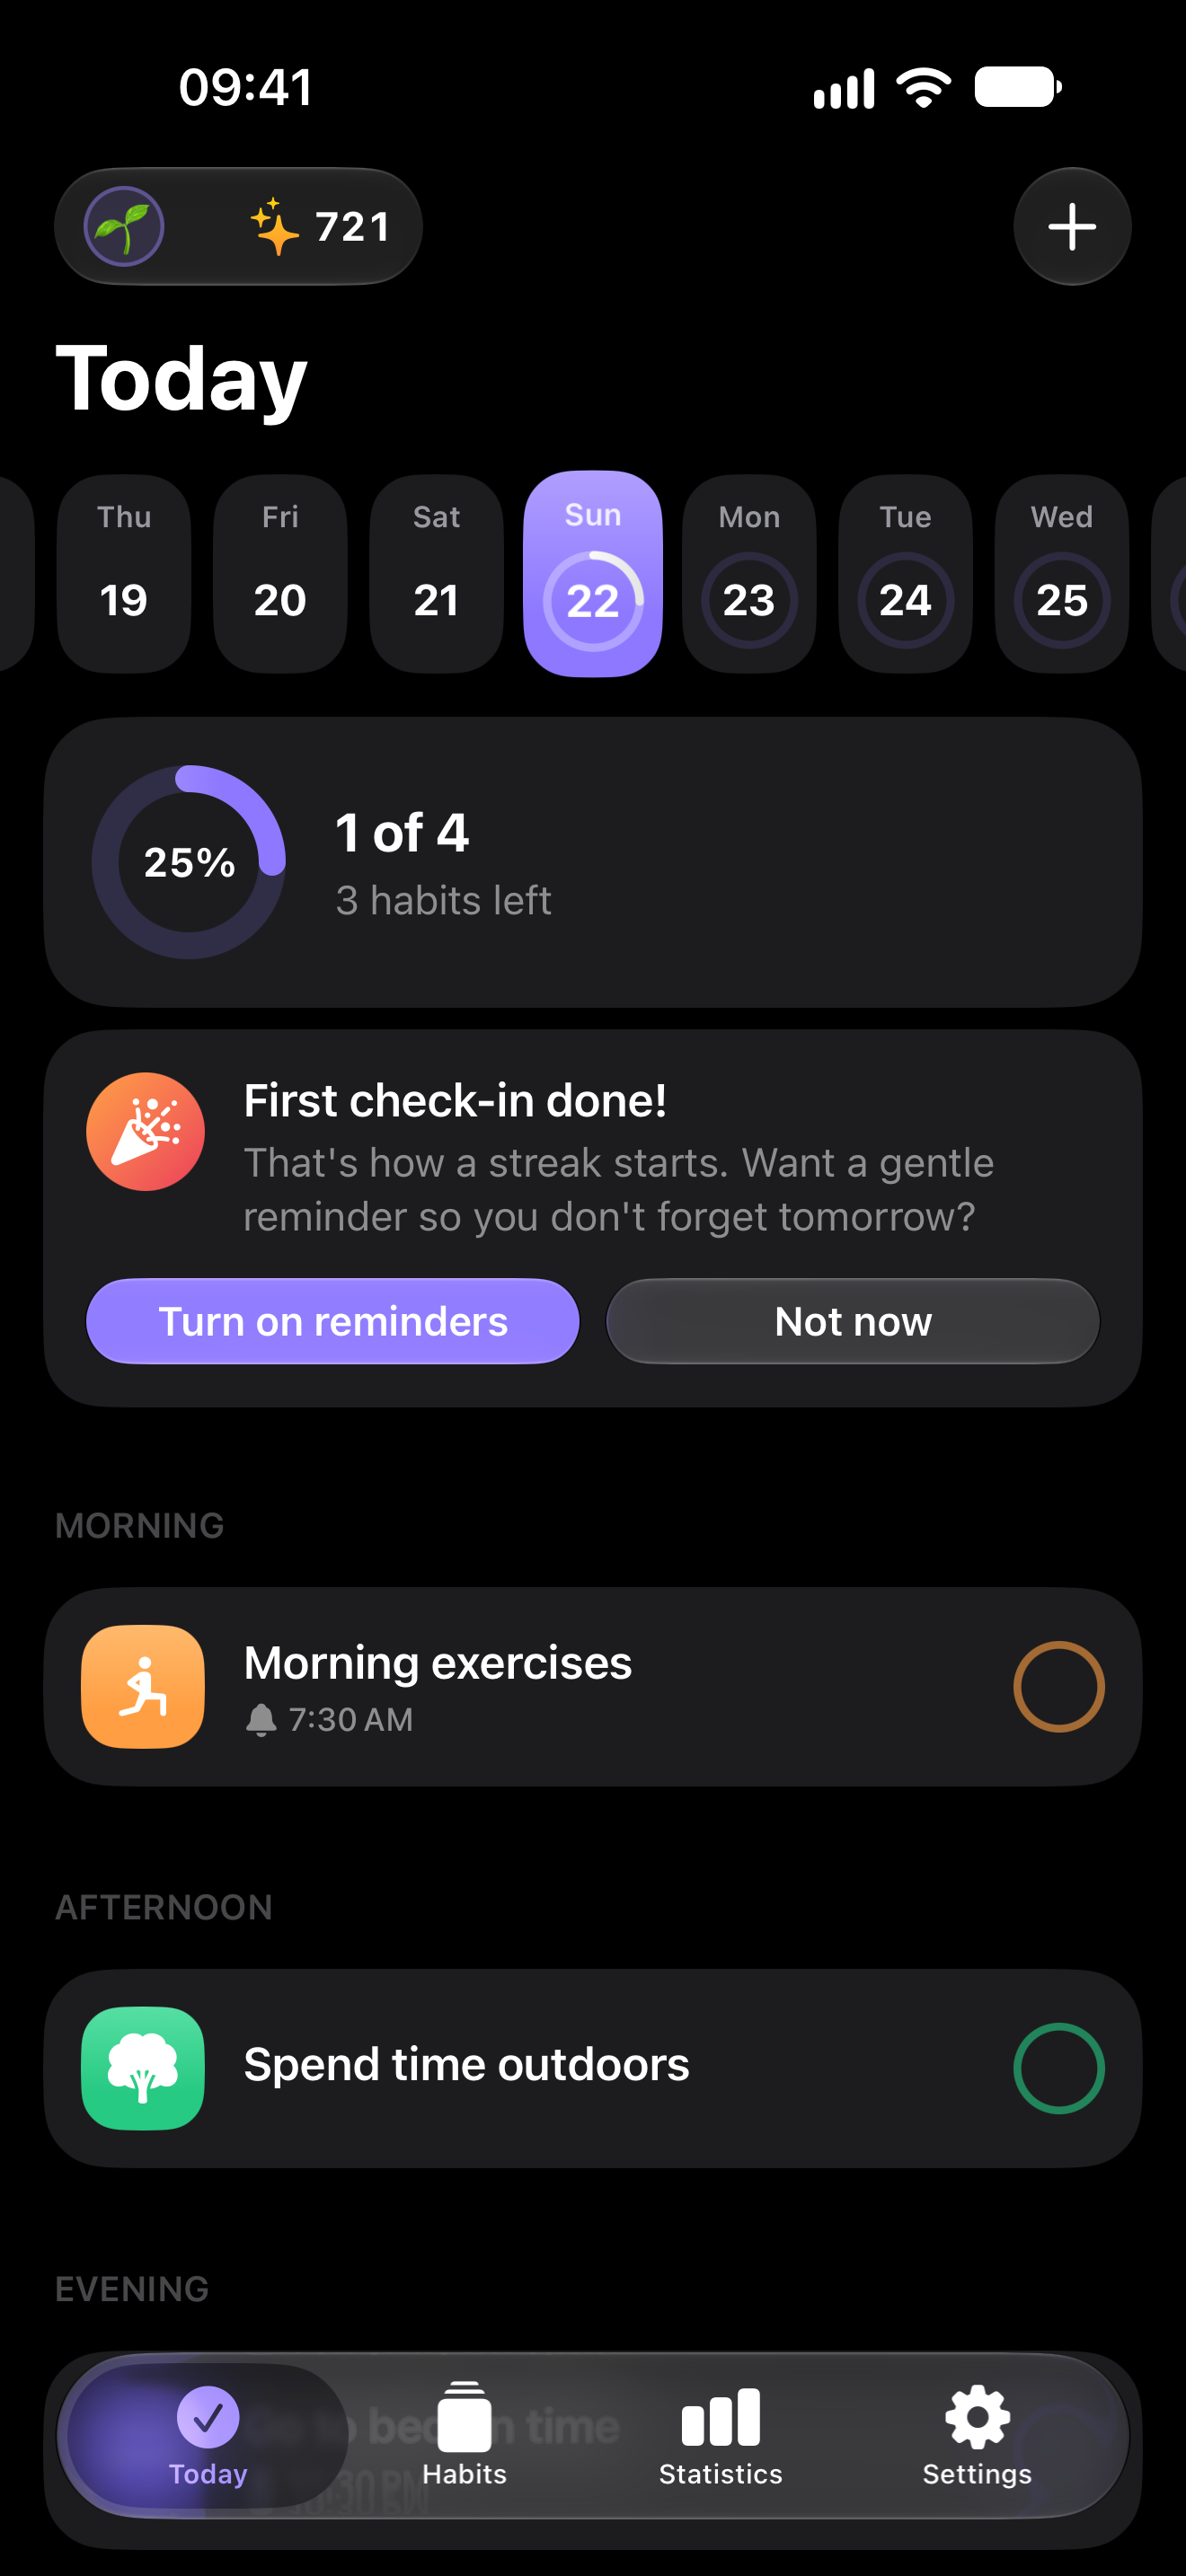 09:41
721
Today
Thu Fri Sat Sun Mon Tue Wed
19 20 21 22 23 24 25
25%
1 of 4
3 habits left
First check-in done!
That's how a streak starts. Want a gentle
reminder so you don't forget tomorrow?
Turn on reminders
Not now
MORNING
Morning exercises
7:30 AM
AFTERNOON
Spend time outdoors
EVENING
time
Today Habits Statistics Settings